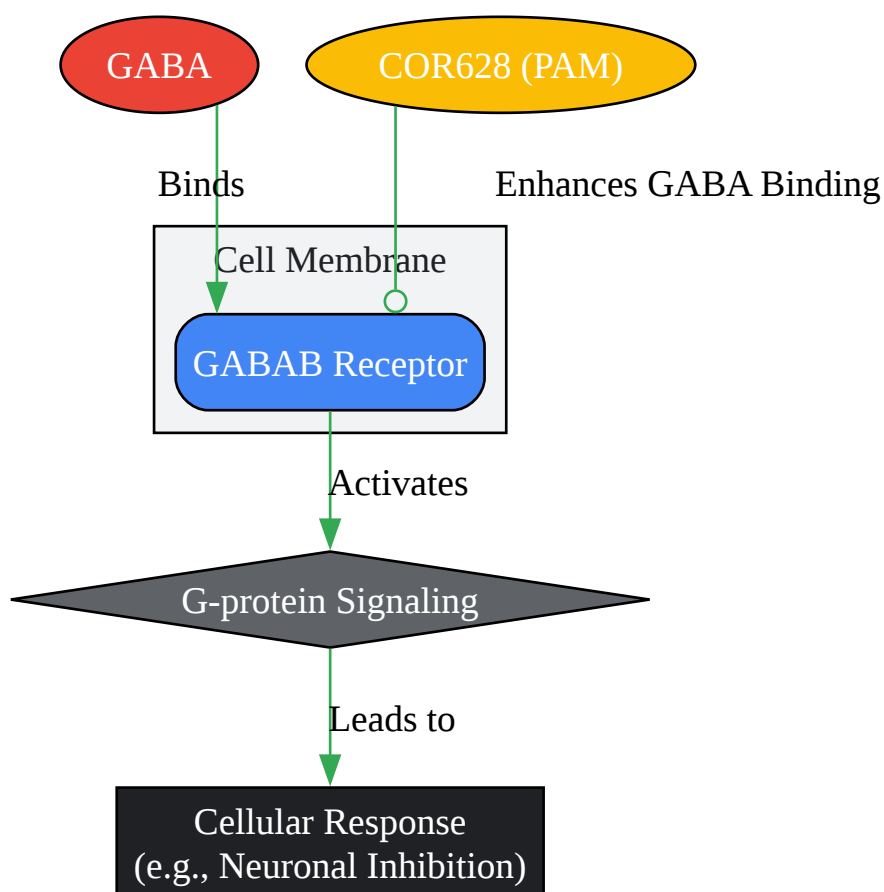 GABA
COR628 (PAM)
Binds
Enhances GABA Binding
Cell Membrane
GABAB Receptor
Activates
G-protein Signaling
Leads to
Cellular Response
(e.g., Neuronal Inhibition)